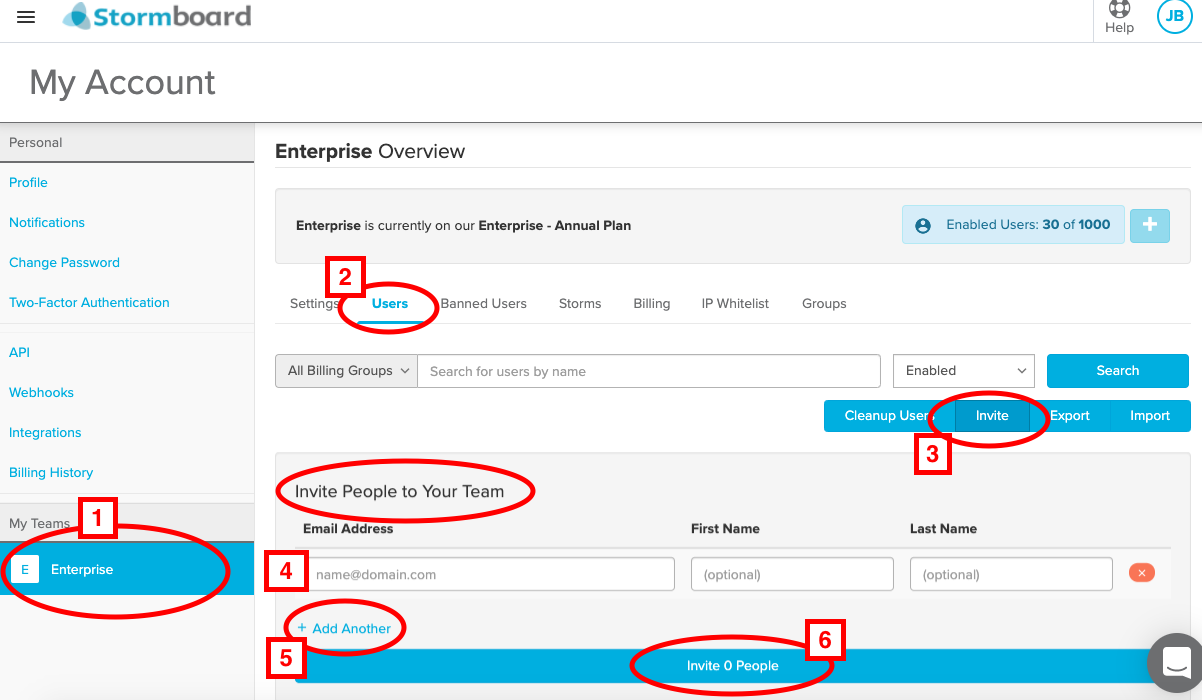 Stormboard
Help
JB
My Account
Personal
Profile
Notifications
Change Password
Two-Factor Authentication
API
Webhooks
Integrations
Billing History
My Teams
1
E Enterprise
Enterprise Overview
Enterprise is currently on our Enterprise - Annual Plan
Enabled Users: 30 of 1000
+
2
Settings Users Banned Users Storms Billing IP Whitelist Groups
All Billing Groups Search for users by name Enabled Search
Cleanup Users Invite Export Import
3
Invite People to Your Team
Email Address First Name Last Name
4 name@domain.com (optional) (optional) ×
+ Add Another
5
6
Invite 0 People